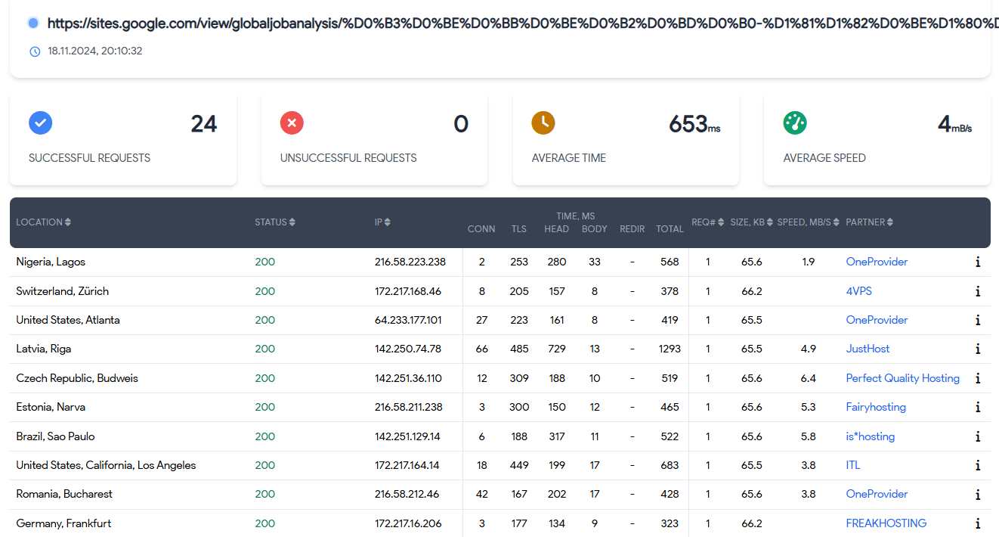 https://sites.google.com/view/globaljobanalysis/%D0%B3%D0%BE%D0%BB%D0%BE%D0%B2%D0%BD%D0%B0-%D1%81%D1%82%D0%BE%D1%80%D
18.11.2024, 20:10:32
24
SUCCESSFUL REQUESTS
0
UNSUCCESSFUL REQUESTS
653ms
AVERAGE TIME
4mB/s
AVERAGE SPEED
LOCATION STATUS IP TIME, MS REQ# SIZE, KB SPEED, MB/S PARTNER
CONN TLS HEAD BODY REDIR TOTAL
Nigeria, Lagos 200 216.58.223.238 2 253 280 33 - 568 1 65.6 1.9 OneProvider
Switzerland, Zürich 200 172.217.168.46 8 205 157 8 - 378 1 66.2 4VPS
United States, Atlanta 200 64.233.177.101 27 223 161 8 - 419 1 65.5 OneProvider
Latvia, Riga 200 142.250.74.78 66 485 729 13 - 1293 1 65.5 4.9 JustHost
Czech Republic, Budweis 200 142.251.36.110 12 309 188 10 - 519 1 65.6 6.4 Perfect Quality Hosting
Estonia, Narva 200 216.58.211.238 3 300 150 12 - 465 1 65.6 5.3 Fairyhosting
Brazil, Sao Paulo 200 142.251.129.14 6 188 317 11 - 522 1 65.6 5.8 is*hosting
United States, California, Los Angeles 200 172.217.164.14 18 449 199 17 - 683 1 65.5 3.8 ITL
Romania, Bucharest 200 216.58.212.46 42 167 202 17 - 428 1 65.6 3.8 OneProvider
Germany, Frankfurt 200 172.217.16.206 3 177 134 9 - 323 1 66.2 FREAKHOSTING